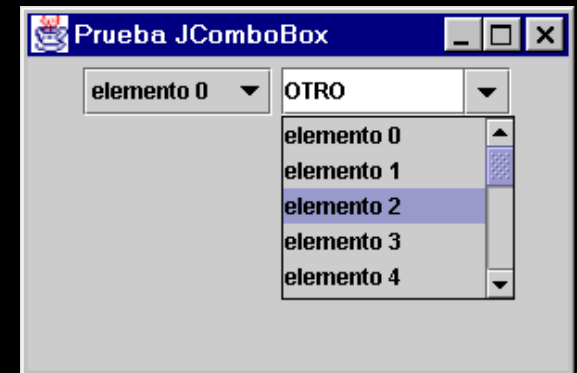 Prueba JComboBox
elemento 0 OTRO
elemento 0
elemento 1
elemento 2
elemento 3
elemento 4